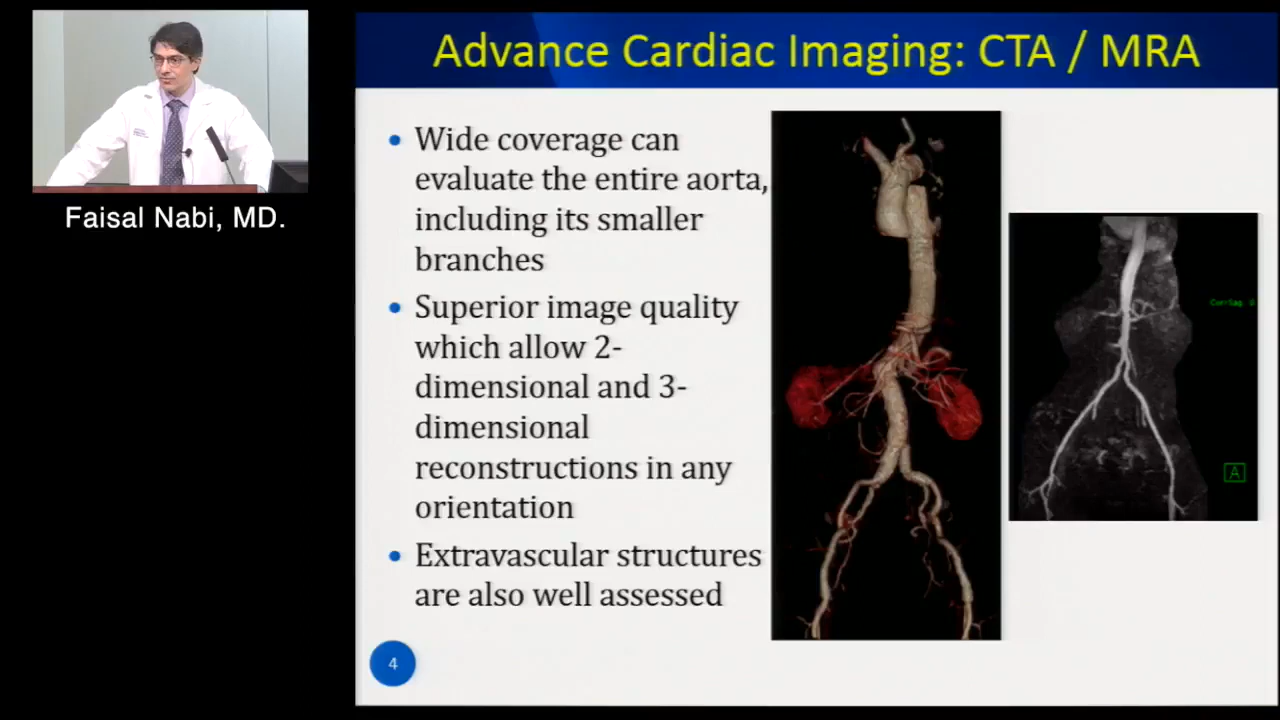 Advance Cardiac Imaging: CTA / MRA
Faisal Nabi, MD.
• Wide coverage can
evaluate the entire aorta,
including its smaller
branches
• Superior image quality
which allow 2-
dimensional and 3-
dimensional
reconstructions in any
orientation
• Extravascular structures
are also well assessed
A
4